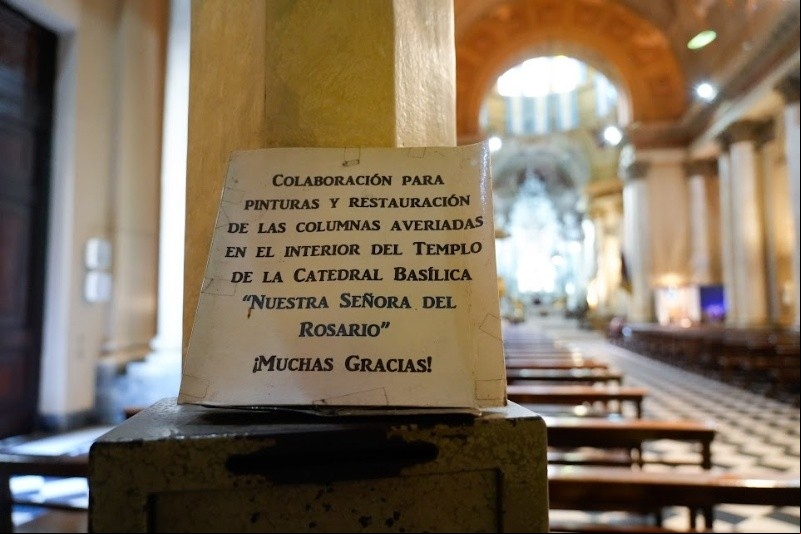 Colaboración para
pinturas y restauración
de las columnas averiadas
en el interior del Templo
de la Catedral Basílica
“Nuestra Señora del
Rosario”
¡Muchas Gracias!